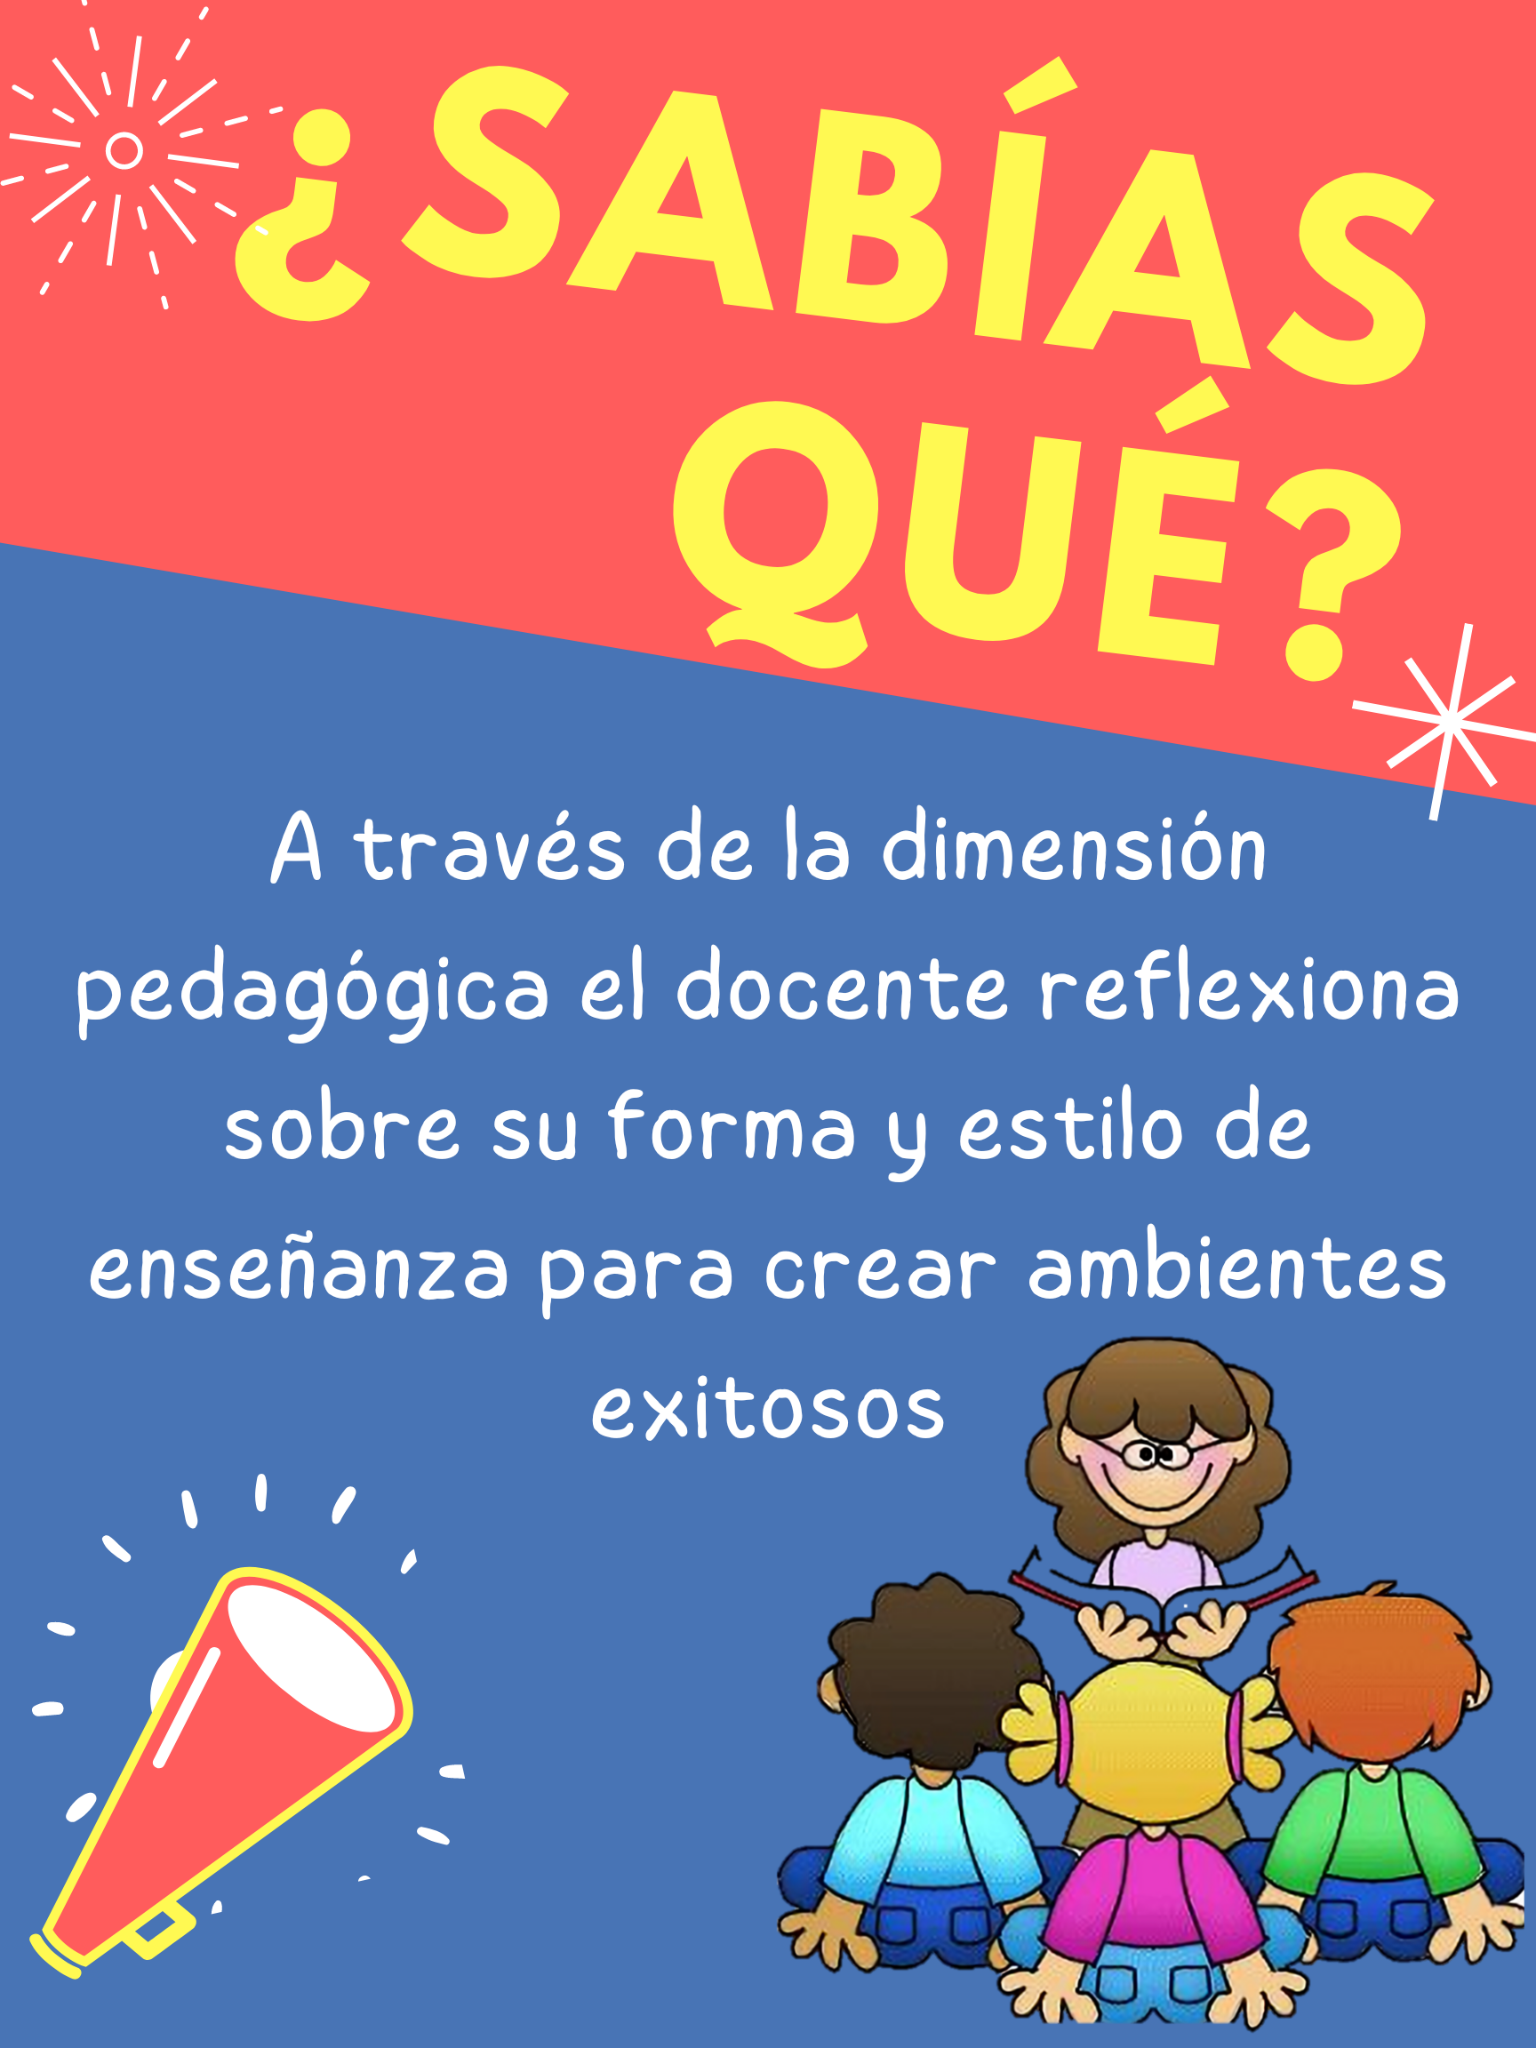 ¿SABÍAS
QUÉ?
A través de la dimensión
pedagógica el docente reflexiona
sobre su forma y estilo de
enseñanza para crear ambientes
exitosos